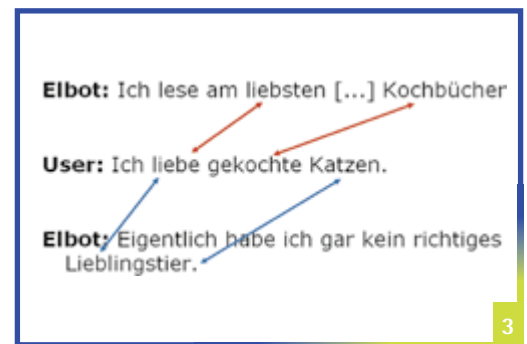 Elbot: Ich lese am liebsten [...] Kochbücher
User: Ich liebe gekochte Katzen.
Elbot: Eigentlich habe ich gar kein richtiges
Lieblingstier.
3